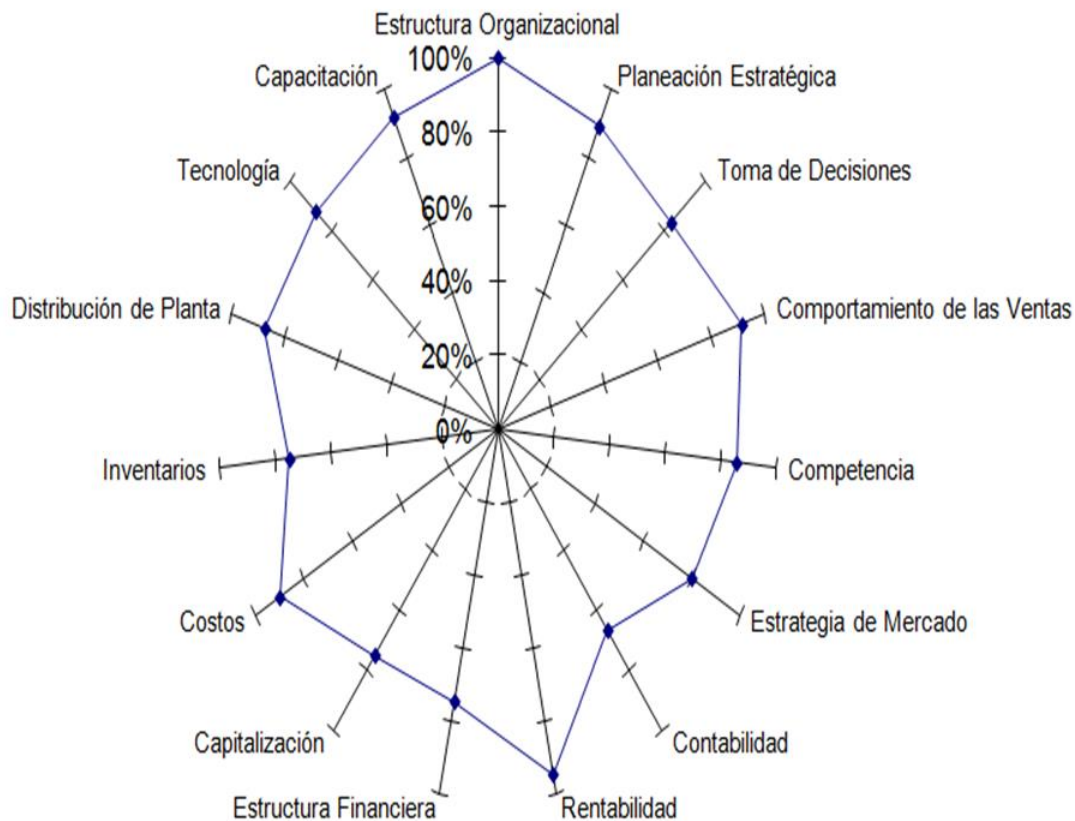 Estructura Organizacional
100%
Capacitación
Planeación Estratégica
80%
Tecnología
Toma de Decisiones
60%
40%
Distribución de Planta
Comportamiento de las Ventas
20%
0%
Inventarios
Competencia
Costos
Estrategia de Mercado
Capitalización
Contabilidad
Estructura Financiera
Rentabilidad